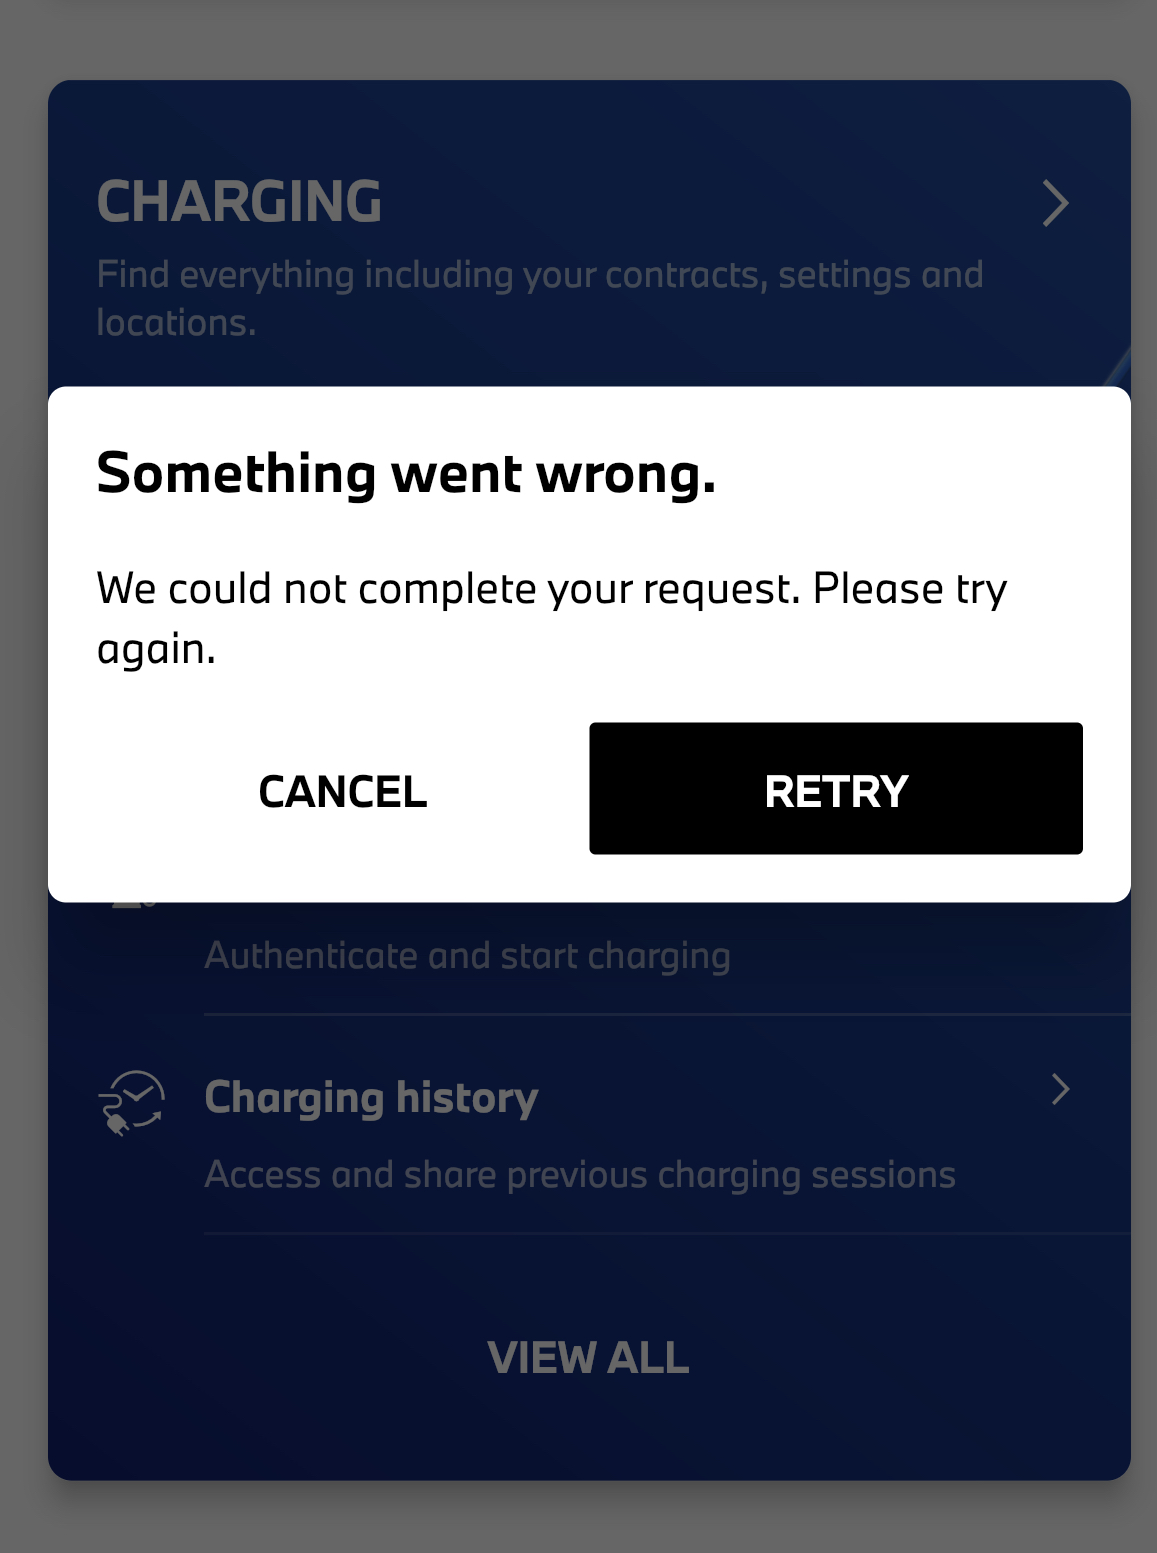 CHARGING
Find everything including your contracts, settings and
locations.
Something went wrong.
We could not complete your request. Please try
again.
CANCEL
RETRY
Authenticate and start charging
Charging history
Access and share previous charging sessions
VIEW ALL